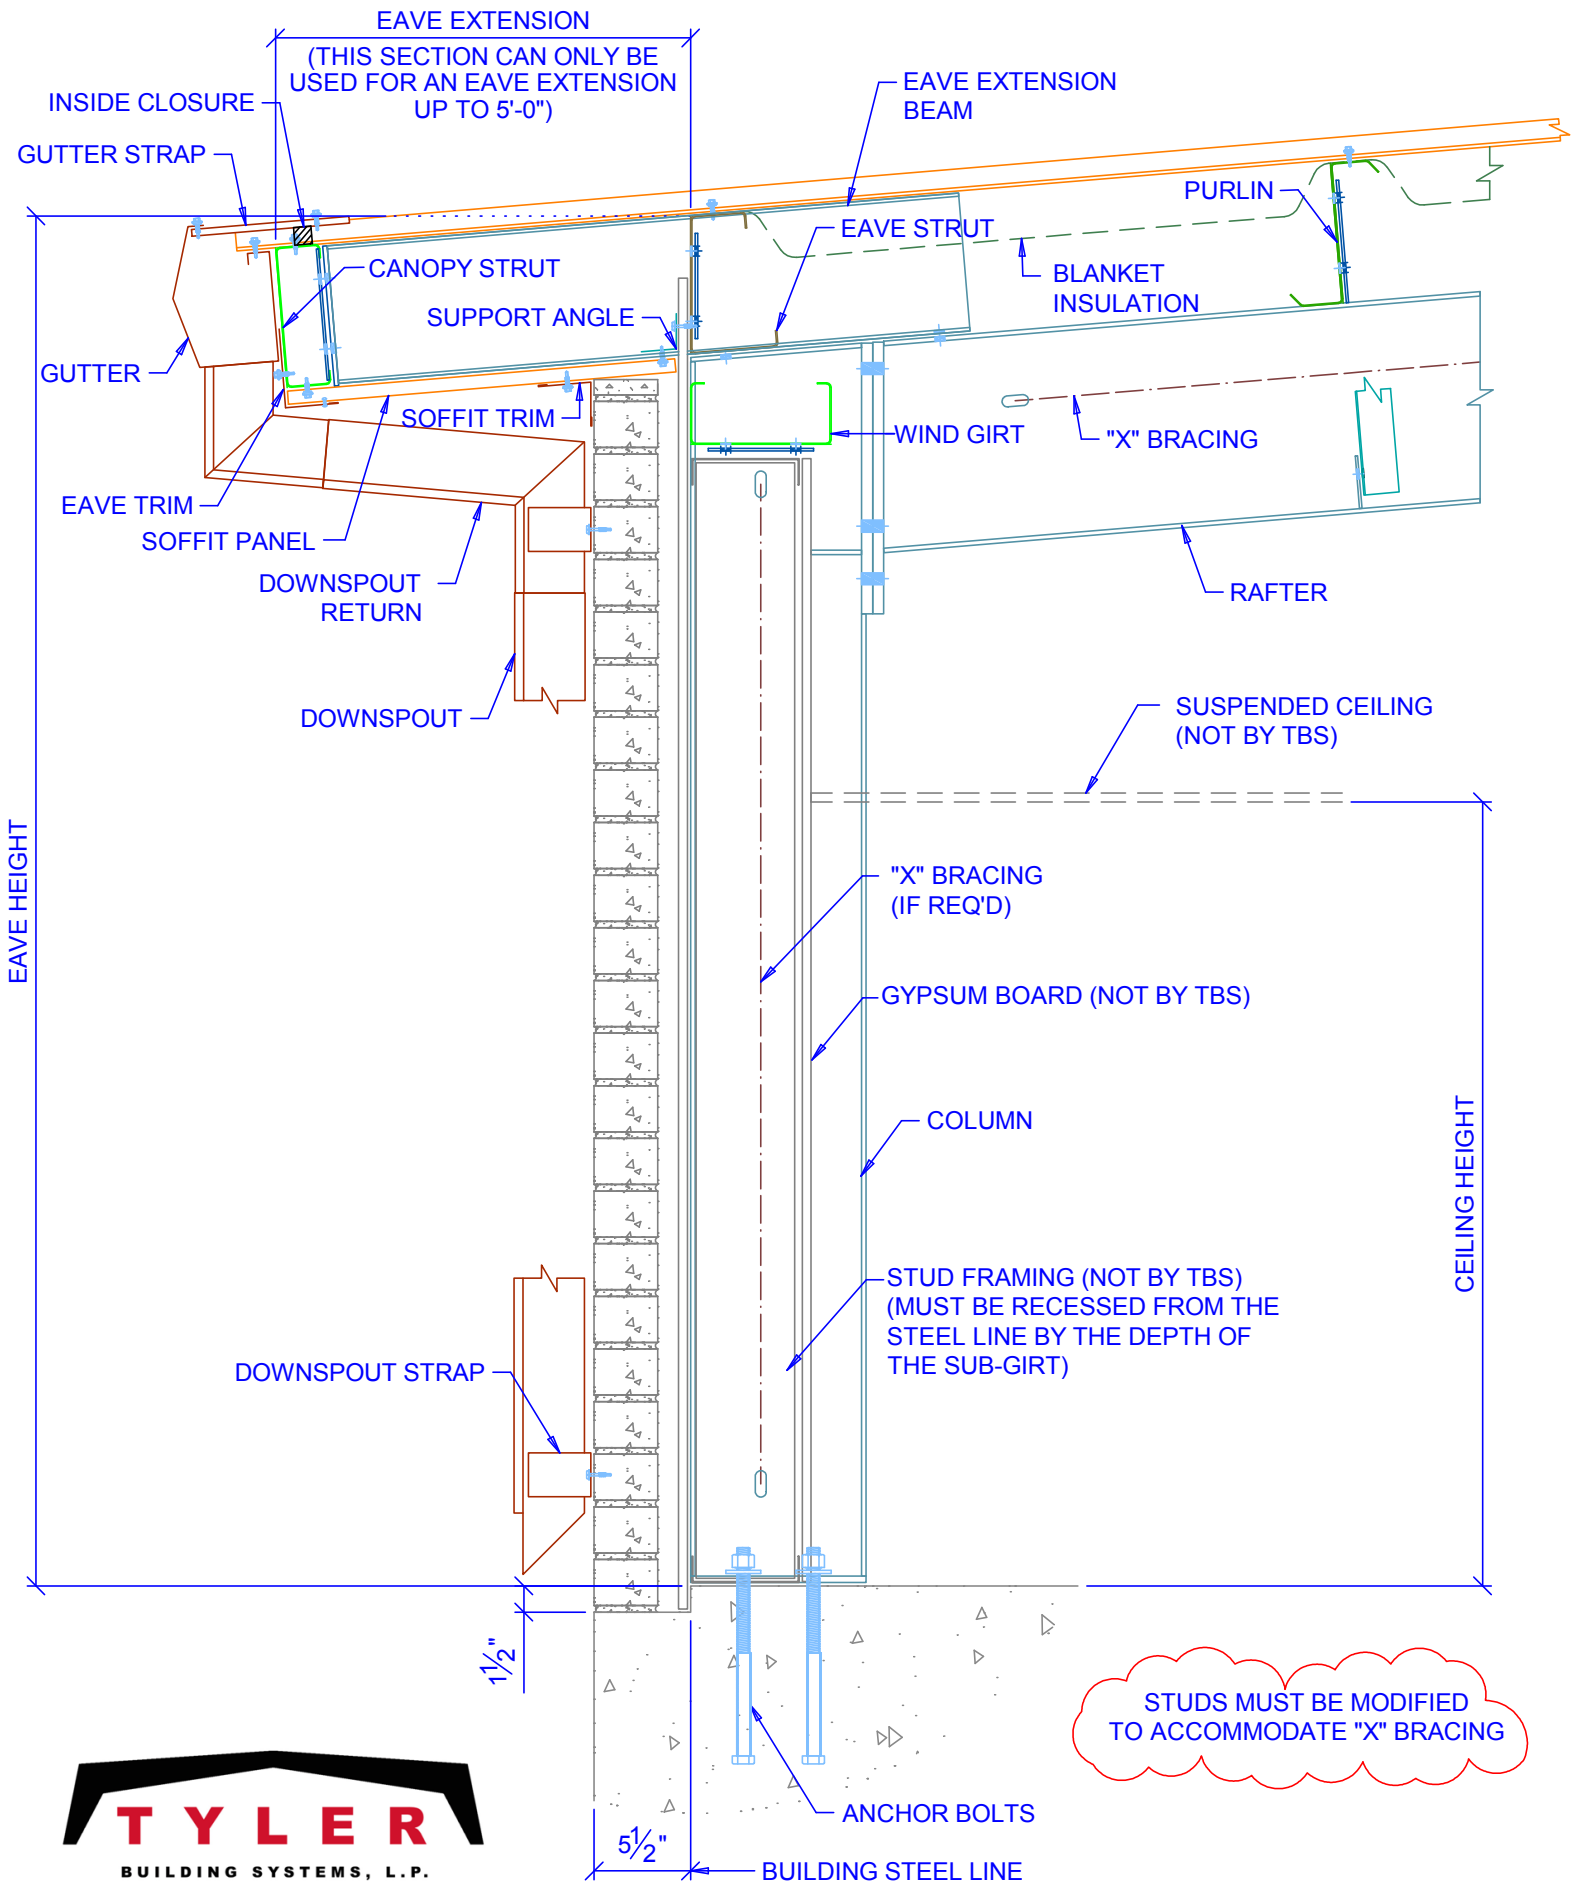 EAVE EXTENSION
(THIS SECTION CAN ONLY BE
USED FOR AN EAVE EXTENSION
UP TO 5'-0")
INSIDE CLOSURE
GUTTER STRAP
EAVE EXTENSION
BEAM
PURLIN
EAVE STRUT
CANOPY STRUT
BLANKET
INSULATION
SUPPORT ANGLE
GUTTER
SOFFIT TRIM
WIND GIRT
"X" BRACING
EAVE TRIM
SOFFIT PANEL
DOWNSPOUT
RETURN
RAFTER
DOWNSPOUT
SUSPENDED CEILING
(NOT BY TBS)
EAVE HEIGHT
"X" BRACING
(IF REQ'D)
GYPSUM BOARD (NOT BY TBS)
COLUMN
CEILING HEIGHT
STUD FRAMING (NOT BY TBS)
(MUST BE RECESSED FROM THE
STEEL LINE BY THE DEPTH OF
THE SUB-GIRT)
DOWNSPOUT STRAP
1 1/2"
STUDS MUST BE MODIFIED
TO ACCOMMODATE "X" BRACING
ANCHOR BOLTS
5 1/2"
BUILDING STEEL LINE
TYLER
BUILDING SYSTEMS, L.P.